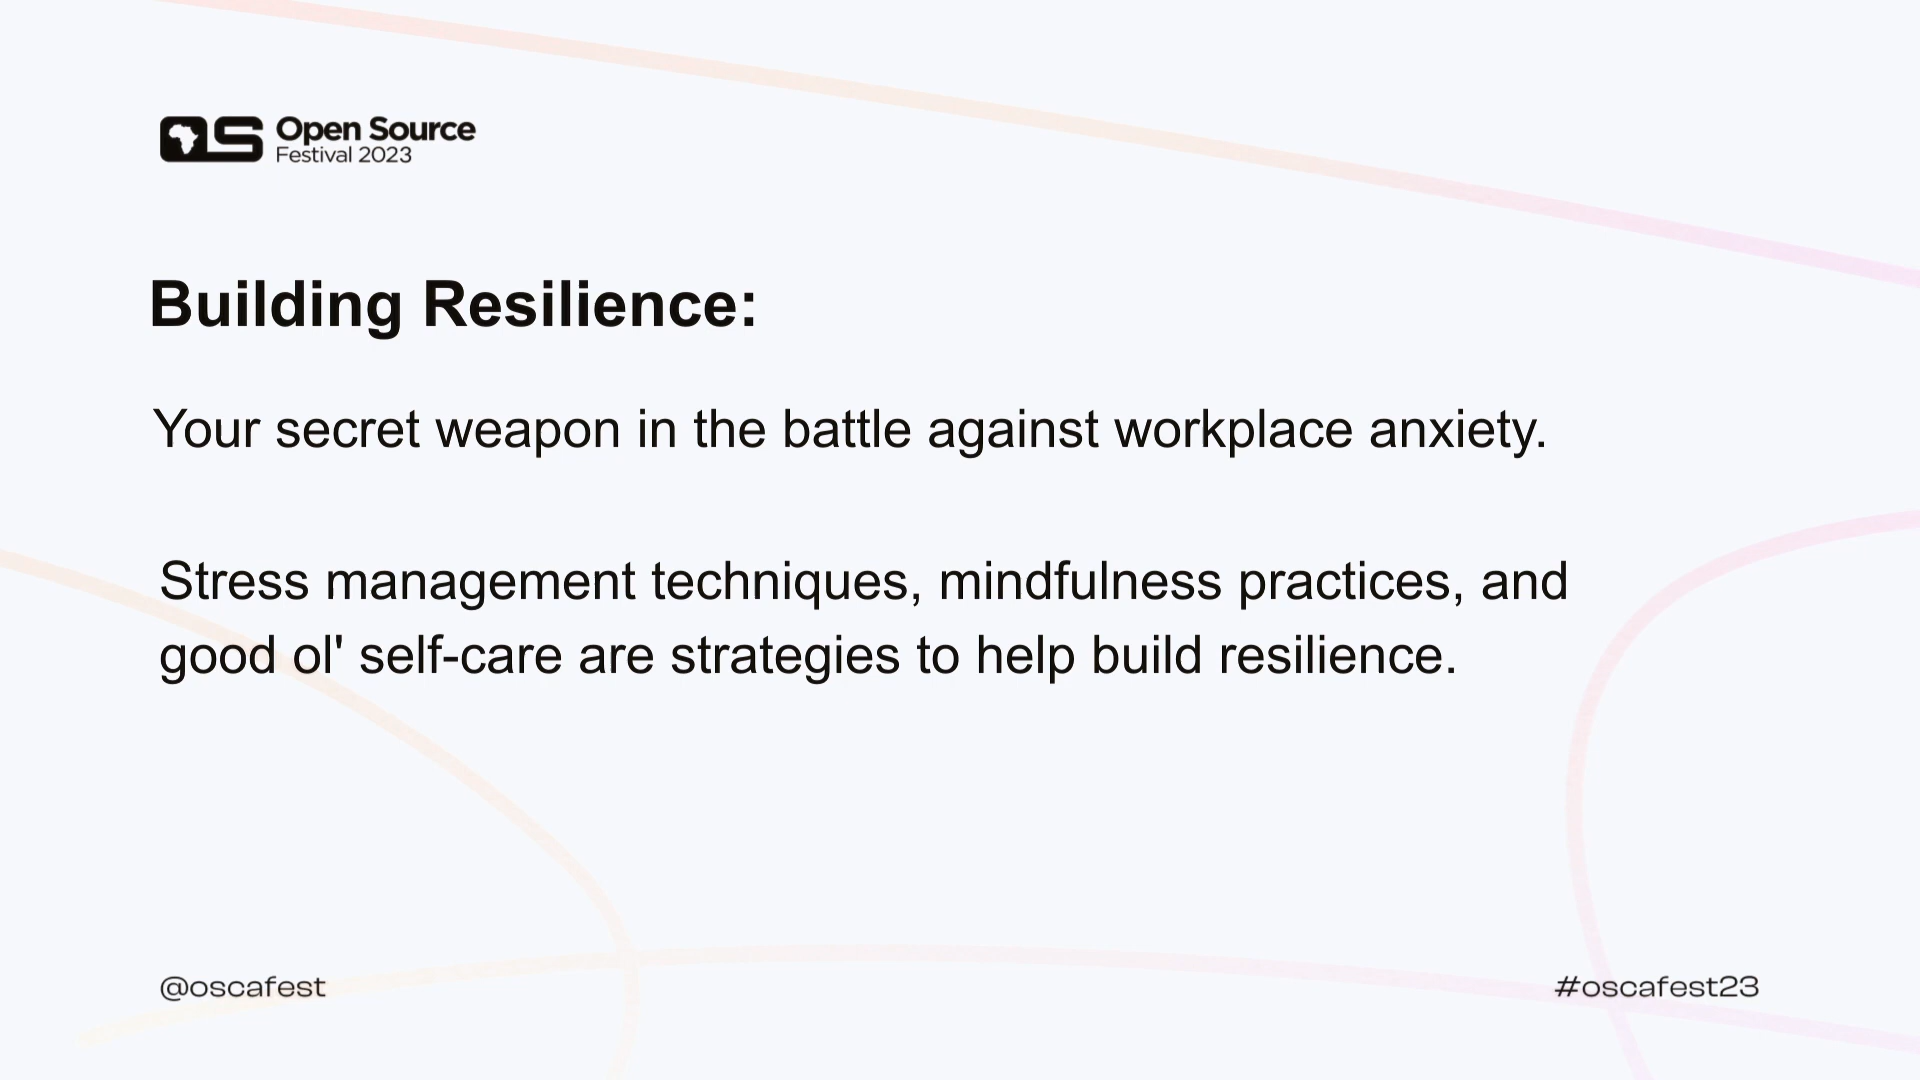 OS Open Source
Festival 2023
Building Resilience:
Your secret weapon in the battle against workplace anxiety.
Stress management techniques, mindfulness practices, and
good ol' self-care are strategies to help build resilience.
@oscafest
#oscafest23